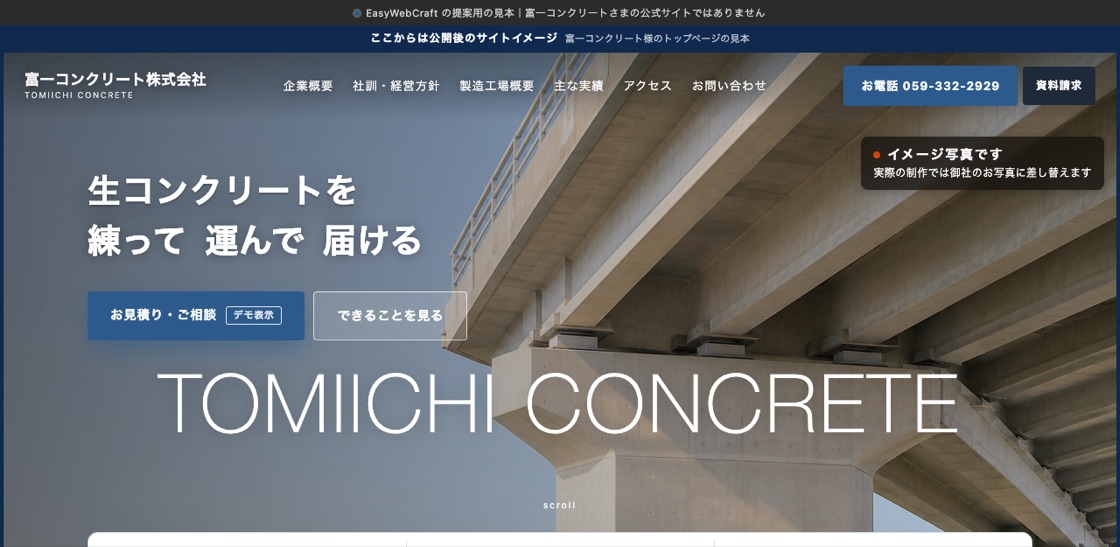 EasyWebCraft の提案用の見本｜富一コンクリートさまの公式サイトではありません
ここからは公開後のサイトイメージ 富一コンクリート様のトップページの見本
富一コンクリート株式会社
TOMIICHI CONCRETE
企業概要 社訓・経営方針 製造工場概要 主な実績 アクセス お問い合わせ
お電話 059-332-2929
資料請求
イメージ写真です
実際の制作では御社のお写真に差し替えます
生コンクリートを
練って 運んで 届ける
お見積り・ご相談 デモ表示
できることを見る
TOMIICHI CONCRETE
scroll